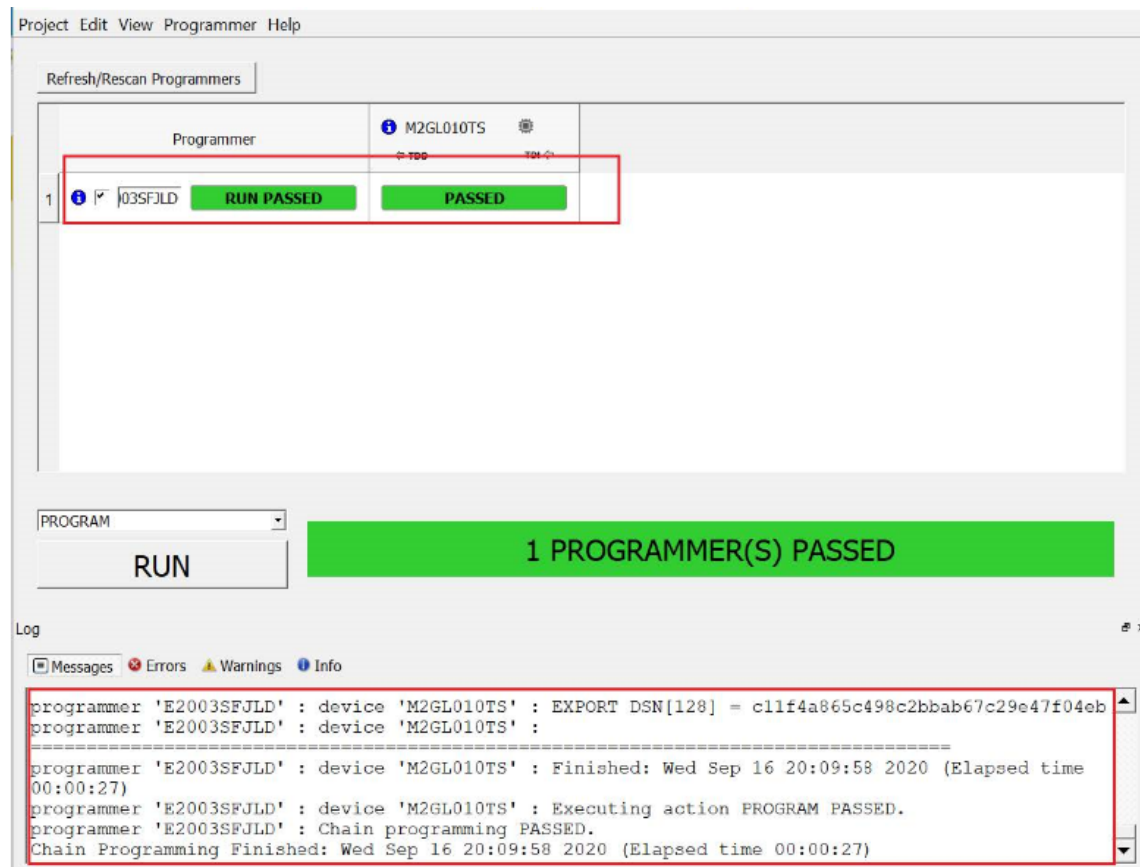 Project Edit View Programmer Help
Refresh/Rescan Programmers
Programmer
M2GL010TS
TDO
TDI
1
03SFJLD
RUN PASSED
PASSED
PROGRAM
RUN
1 PROGRAMMER(S) PASSED
Log
Messages Errors Warnings Info
programmer 'E2003SFJLD' : device 'M2GL010TS' : EXPORT DSN[128] = c11f4a865c498c2bbab67c29e47f04eb
programmer 'E2003SFJLD' : device 'M2GL010TS' :
===================================================================================
programmer 'E2003SFJLD' : device 'M2GL010TS' : Finished: Wed Sep 16 20:09:58 2020 (Elapsed time
00:00:27)
programmer 'E2003SFJLD' : device 'M2GL010TS' : Executing action PROGRAM PASSED.
programmer 'E2003SFJLD' : Chain programming PASSED.
Chain Programming Finished: Wed Sep 16 20:09:58 2020 (Elapsed time 00:00:27)